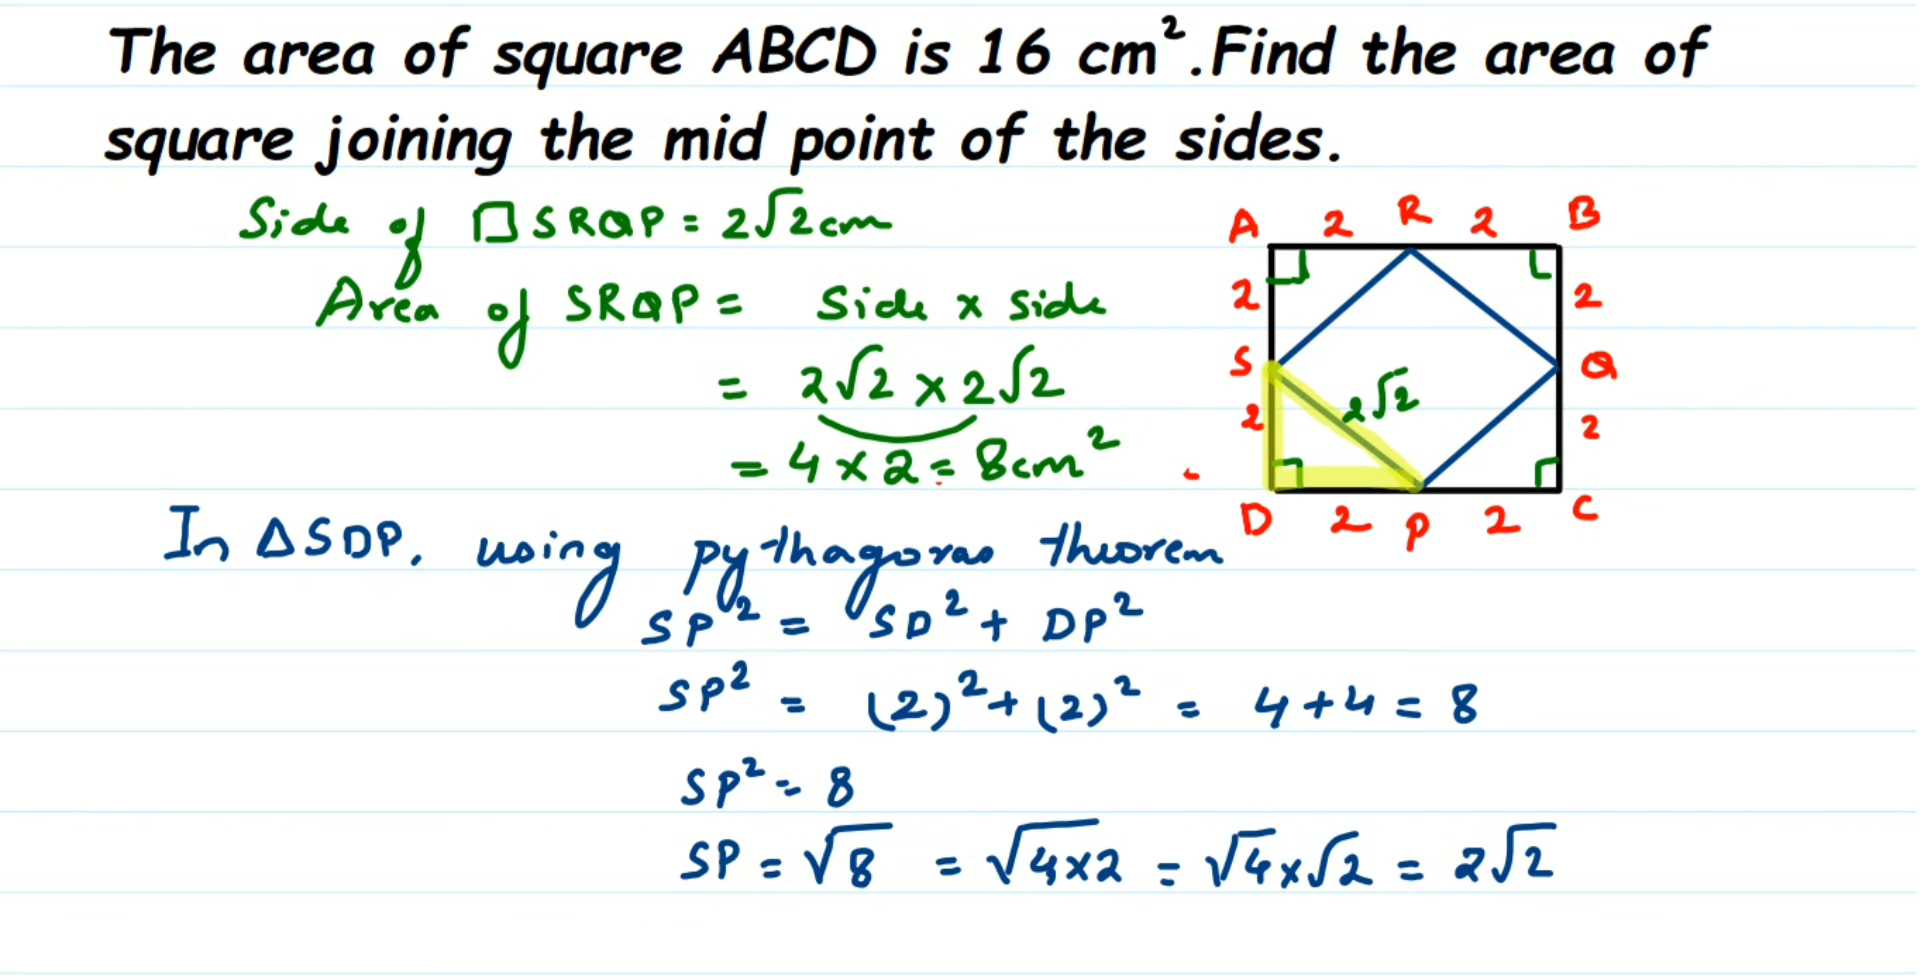 The area of square ABCD is 16 cm².Find the area of
square joining the mid point of the sides.
Side of □ SRQP = 2√2 cm
Area of SRQP = Side × Side
= 2√2 × 2√2
= 4 × 2 = 8cm²
A 2 R 2 B
2 2
S Q
2√2
2 2
D 2 P 2 C
In ΔSDP, using pythagoras theorem
SP² = SD² + DP²
SP² = (2)² + (2)² = 4 + 4 = 8
SP² = 8
SP = √8 = √4×2 = √4 × √2 = 2√2